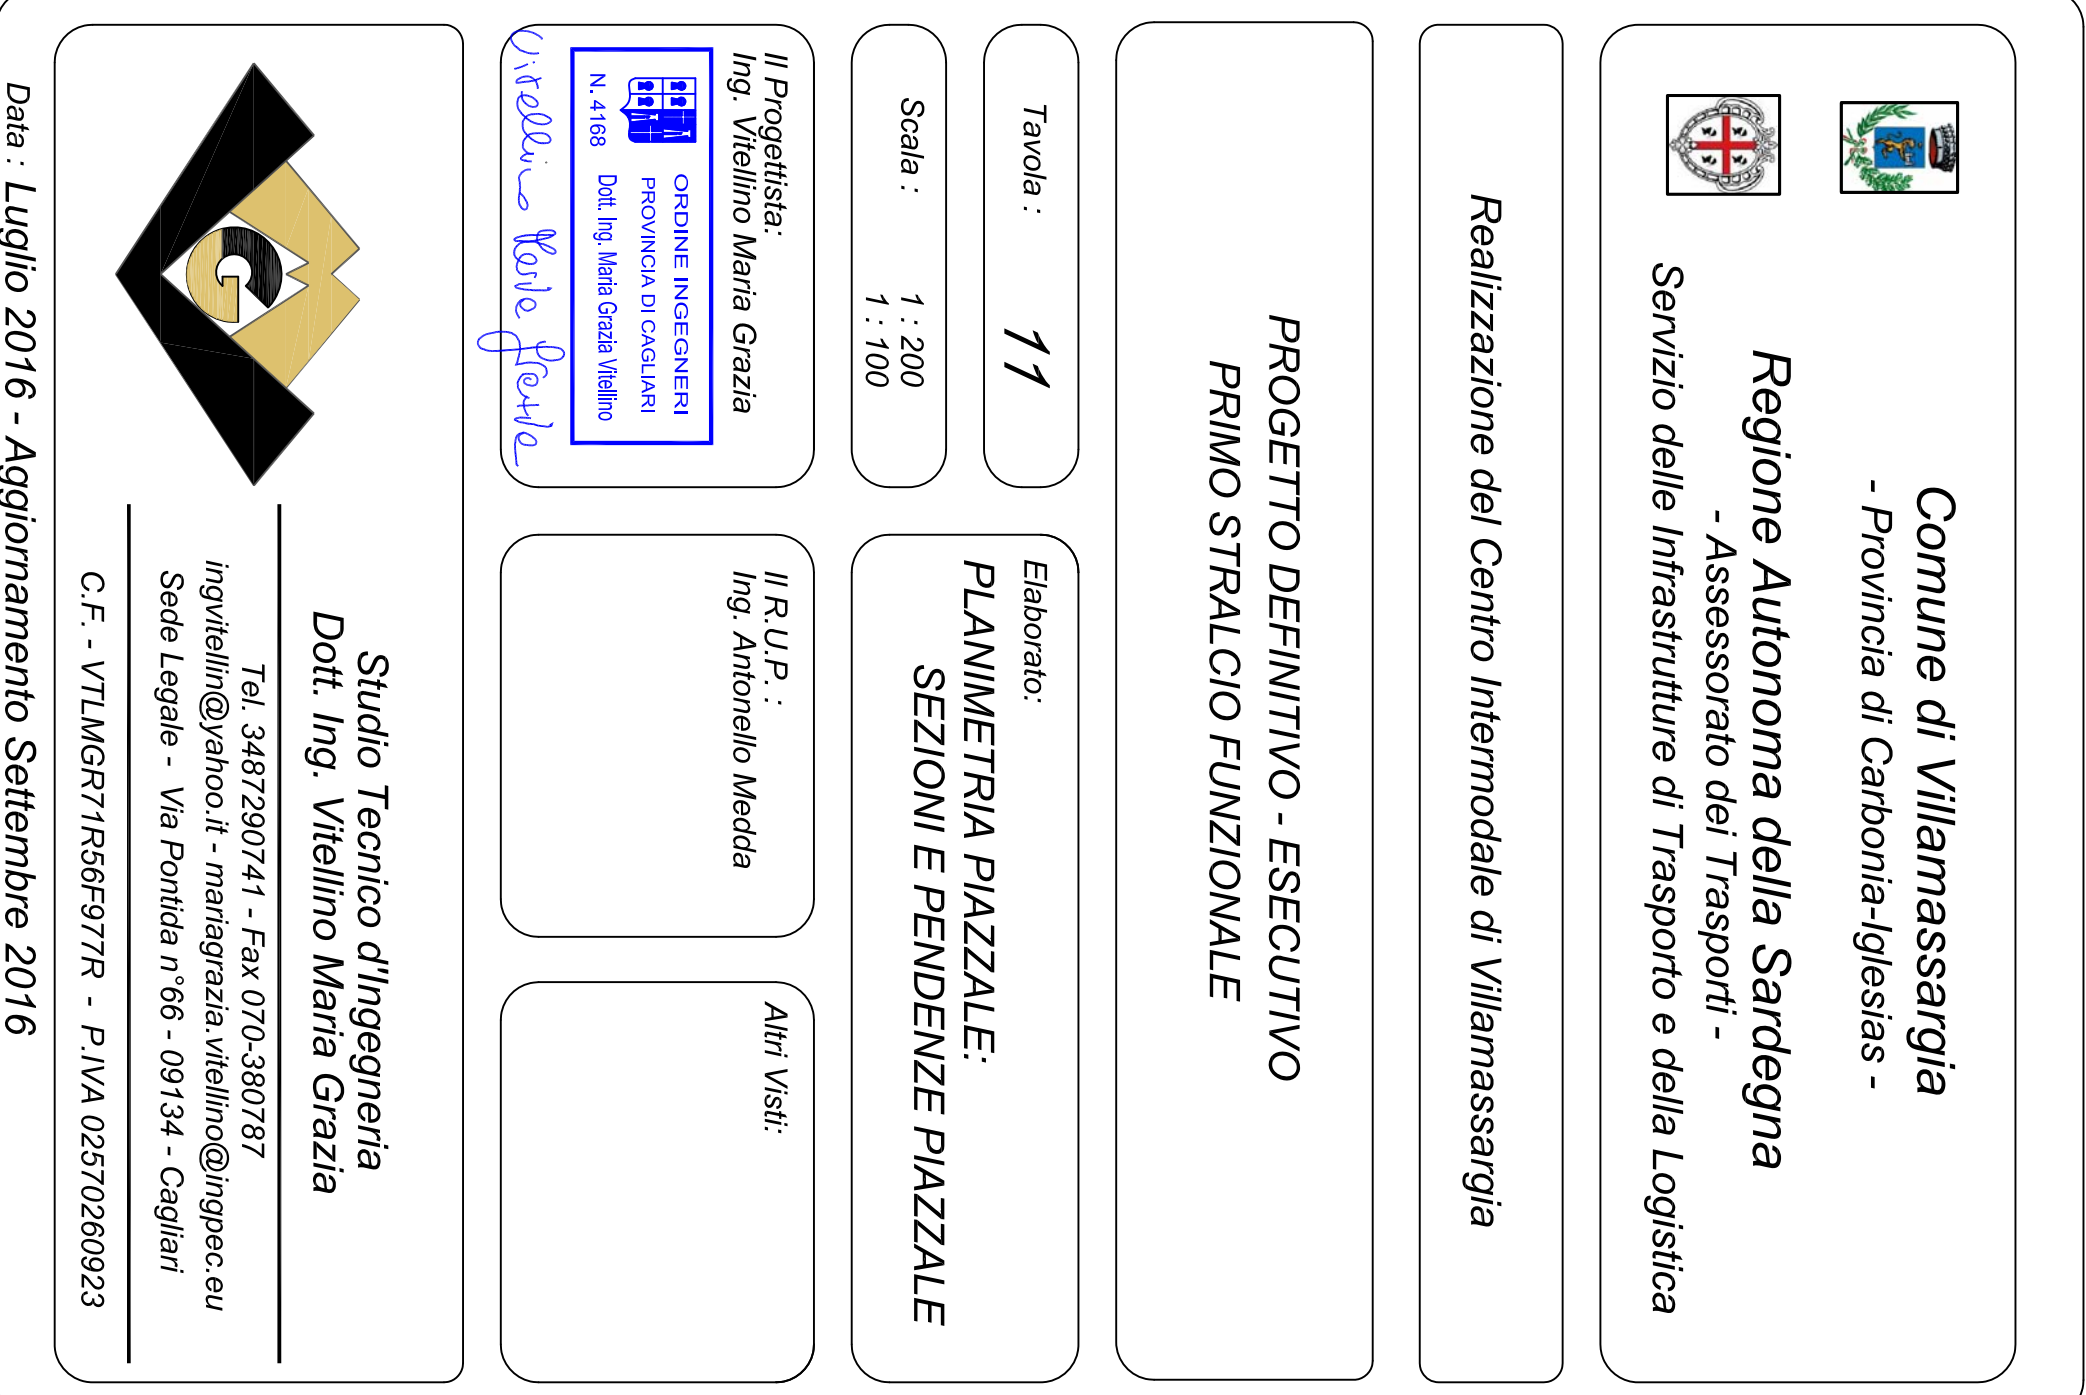 Comune di Villamassargia
- Provincia di Carbonia-Iglesias -
Regione Autonoma della Sardegna
- Assessorato dei Trasporti -
Servizio delle Infrastrutture di Trasporto e della Logistica
Realizzazione del Centro Intermodale di Villamassargia
PROGETTO DEFINITIVO - ESECUTIVO
PRIMO STRALCIO FUNZIONALE
Tavola :
11
Scala :
1 : 200
1 : 100
Elaborato:
PLANIMETRIA PIAZZALE:
SEZIONI E PENDENZE PIAZZALE
Il Progettista:
Ing. Vitellino Maria Grazia
ORDINE INGEGNERI
PROVINCIA DI CAGLIARI
N. 4168
Dott. Ing. Maria Grazia Vitellino
Vitellino Maria Grazia
Il R.U.P. :
Ing. Antonello Medda
Altri Visti:
G
Studio Tecnico d'Ingegneria
Dott. Ing. Vitellino Maria Grazia
Tel. 3487290741 - Fax 070-380787
ingvitellin@yahoo.it - mariagrazia.vitellino@ingpec.eu
Sede Legale - Via Pontida n°66 - 09134 - Cagliari
C.F. - VTLMGR71R56F977R - P.IVA 02570260923
Data : Luglio 2016 - Aggiornamento Settembre 2016